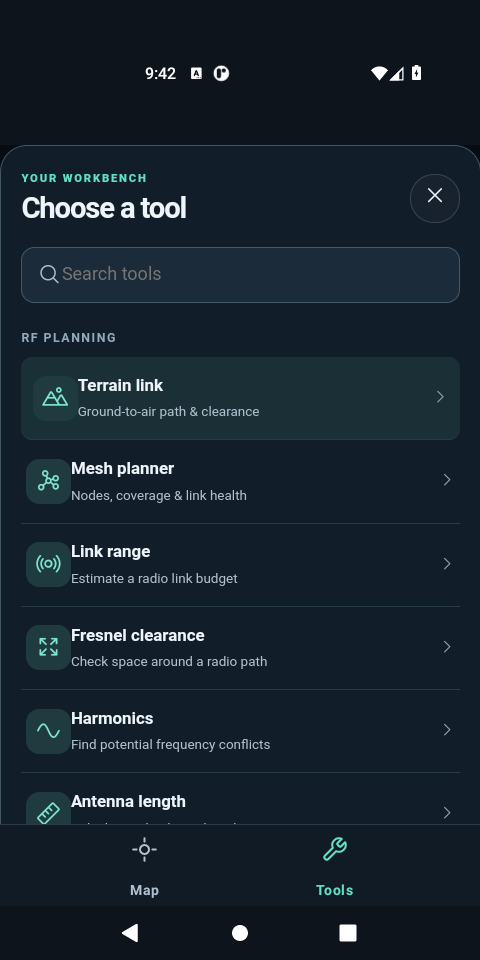 9:42
YOUR WORKBENCH
Choose a tool
Search tools
RF PLANNING
Terrain link
Ground-to-air path & clearance
Mesh planner
Nodes, coverage & link health
Link range
Estimate a radio link budget
Fresnel clearance
Check space around a radio path
Harmonics
Find potential frequency conflicts
Antenna length
Map
Tools